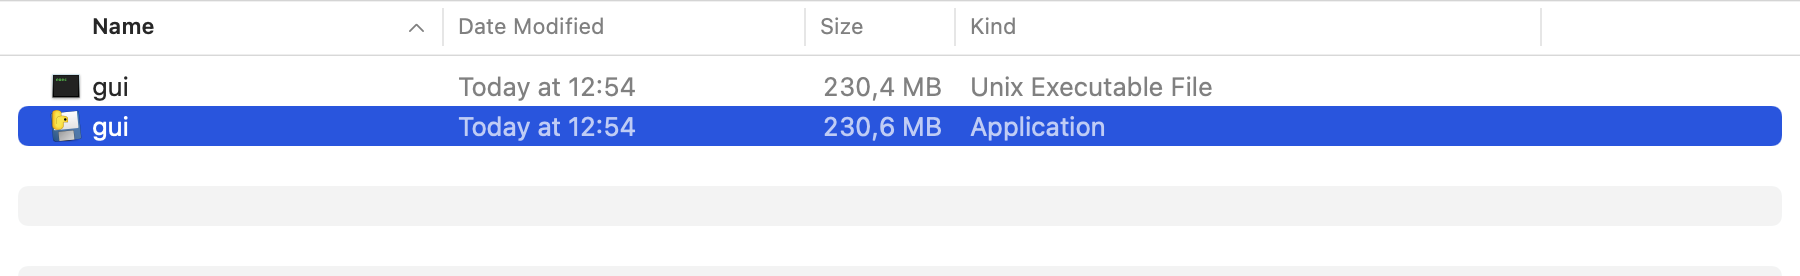 Name Date Modified Size Kind
gui Today at 12:54 230,4 MB Unix Executable File
gui Today at 12:54 230,6 MB Application